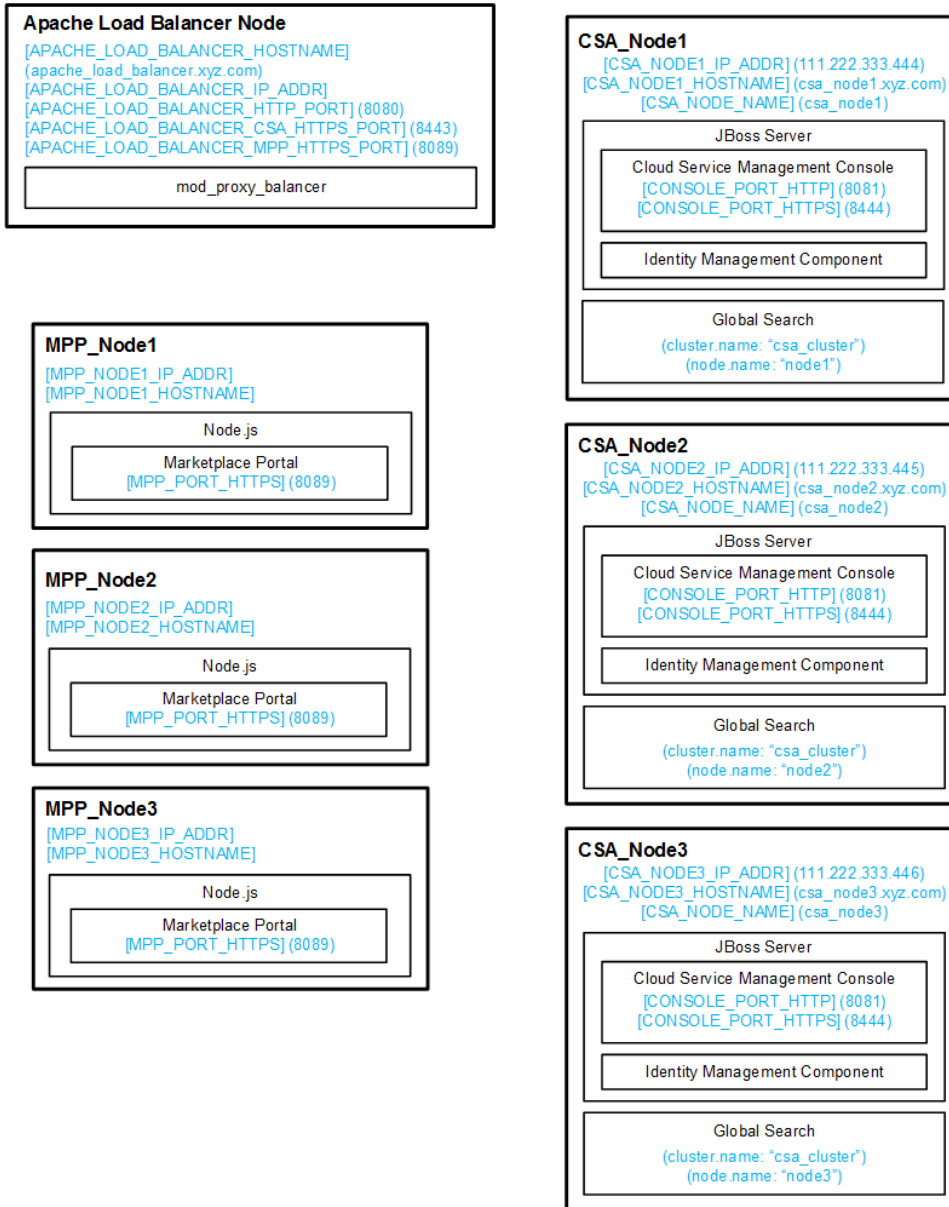 Apache Load Balancer Node
[APACHE_LOAD_BALANCER_HOSTNAME]
(apache_load_balancer.xyz.com)
[APACHE_LOAD_BALANCER_IP_ADDR]
[APACHE_LOAD_BALANCER_HTTP_PORT] (8080)
[APACHE_LOAD_BALANCER_CSA_HTTPS_PORT] (8443)
[APACHE_LOAD_BALANCER_MPP_HTTPS_PORT] (8089)
mod_proxy_balancer
MPP_Node1
[MPP_NODE1_IP_ADDR]
[MPP_NODE1_HOSTNAME]
Node.js
Marketplace Portal
[MPP_PORT_HTTPS] (8089)
MPP_Node2
[MPP_NODE2_IP_ADDR]
[MPP_NODE2_HOSTNAME]
Node.js
Marketplace Portal
[MPP_PORT_HTTPS] (8089)
MPP_Node3
[MPP_NODE3_IP_ADDR]
[MPP_NODE3_HOSTNAME]
Node.js
Marketplace Portal
[MPP_PORT_HTTPS] (8089)
CSA_Node1
[CSA_NODE1_IP_ADDR] (111.222.333.444)
[CSA_NODE1_HOSTNAME] (csa_node1.xyz.com)
[CSA_NODE_NAME] (csa_node1)
JBoss Server
Cloud Service Management Console
[CONSOLE_PORT_HTTP] (8081)
[CONSOLE_PORT_HTTPS] (8444)
Identity Management Component
Global Search
(cluster.name: “csa_cluster”)
(node.name: “node1”)
CSA_Node2
[CSA_NODE2_IP_ADDR] (111.222.333.445)
[CSA_NODE2_HOSTNAME] (csa_node2.xyz.com)
[CSA_NODE_NAME] (csa_node2)
JBoss Server
Cloud Service Management Console
[CONSOLE_PORT_HTTP] (8081)
[CONSOLE_PORT_HTTPS] (8444)
Identity Management Component
Global Search
(cluster.name: “csa_cluster”)
(node.name: “node2”)
CSA_Node3
[CSA_NODE3_IP_ADDR] (111.222.333.446)
[CSA_NODE3_HOSTNAME] (csa_node3.xyz.com)
[CSA_NODE_NAME] (csa_node3)
JBoss Server
Cloud Service Management Console
[CONSOLE_PORT_HTTP] (8081)
[CONSOLE_PORT_HTTPS] (8444)
Identity Management Component
Global Search
(cluster.name: “csa_cluster”)
(node.name: “node3”)